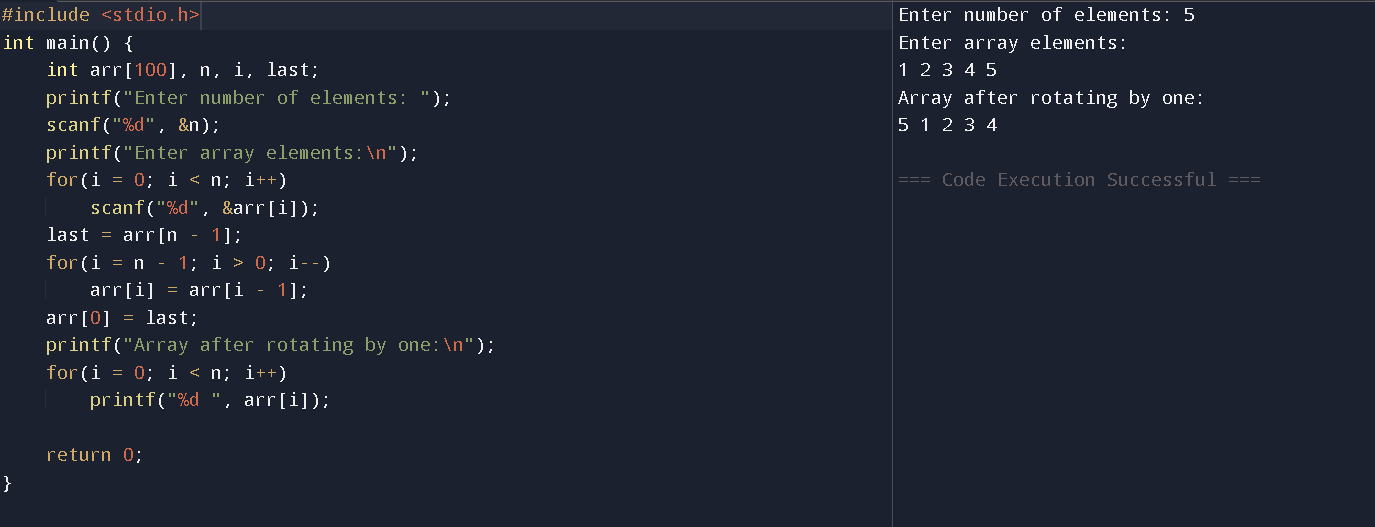 #include <stdio.h>
int main() {
    int arr[100], n, i, last;
    printf("Enter number of elements: ");
    scanf("%d", &n);
    printf("Enter array elements:\n");
    for(i = 0; i < n; i++)
        scanf("%d", &arr[i]);
    last = arr[n - 1];
    for(i = n - 1; i > 0; i--)
        arr[i] = arr[i - 1];
    arr[0] = last;
    printf("Array after rotating by one:\n");
    for(i = 0; i < n; i++)
        printf("%d ", arr[i]);

    return 0;
}
Enter number of elements: 5
Enter array elements:
1 2 3 4 5
Array after rotating by one:
5 1 2 3 4

=== Code Execution Successful ===